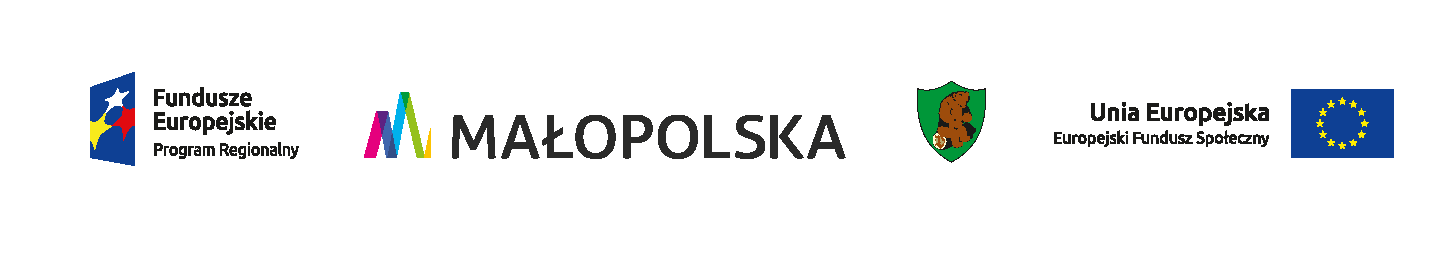 Fundusze
Europejskie
Program Regionalny
MAŁOPOLSKA
Unia Europejska
Europejski Fundusz Społeczny